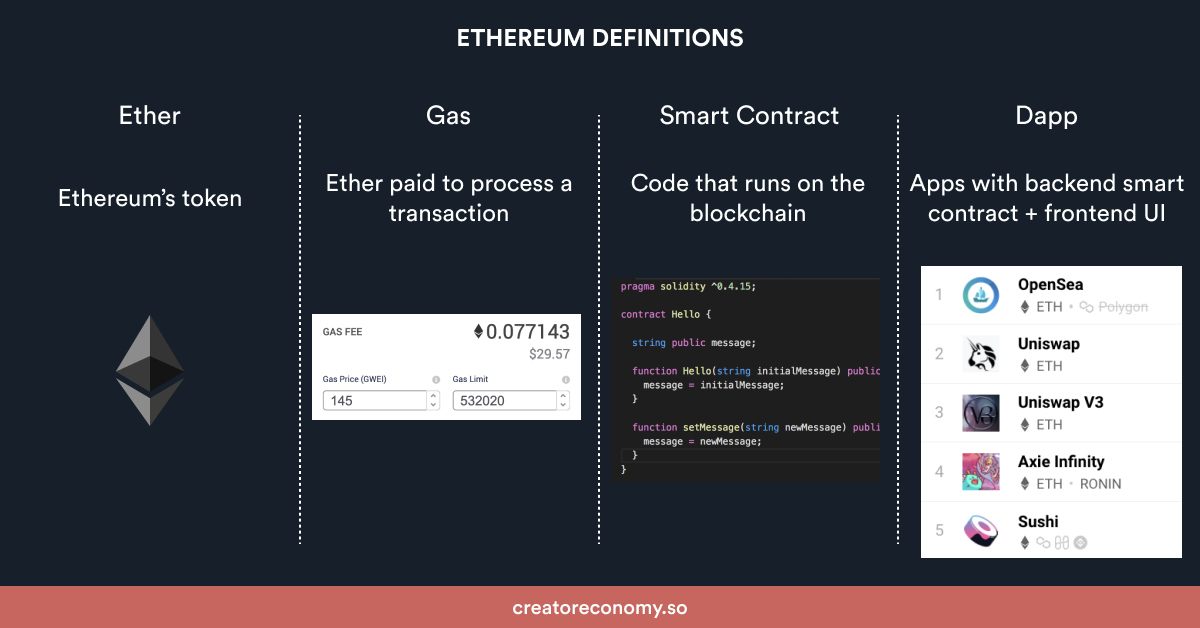 ETHEREUM DEFINITIONS
Ether
Ethereum’s token
Gas
Ether paid to process a
transaction
GAS FEE
0.077143
$29.57
Gas Price (GWEI)
Gas Limit
145
532020
Smart Contract
Code that runs on the
blockchain
pragma solidity ^0.4.15;
contract Hello {
string public message;
function Hello(string initialMessage) public
message = initialMessage;
}
function setMessage(string newMessage) publi
message = newMessage;
}
}
Dapp
Apps with backend smart
contract + frontend UI
1
OpenSea
ETH • Polygon
2
Uniswap
ETH
3
Uniswap V3
ETH
4
Axie Infinity
ETH • RONIN
5
Sushi
creatoreconomy.so